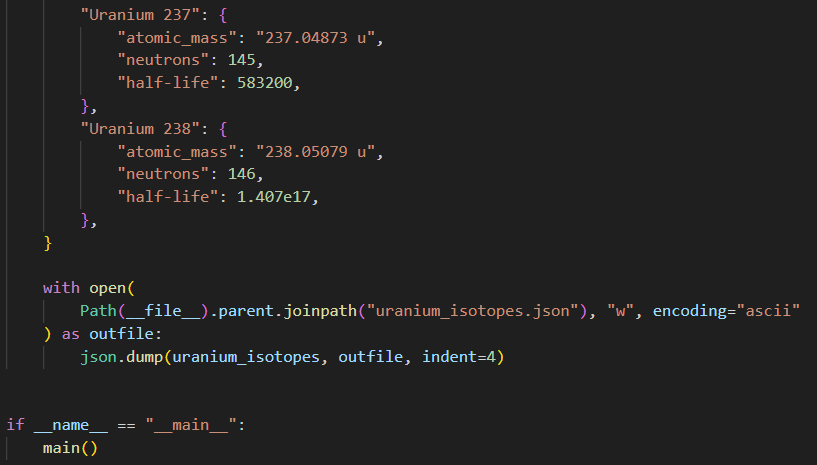 "Uranium 237": {
"atomic_mass": "237.04873 u",
"neutrons": 145,
"half-life": 583200,
},
"Uranium 238": {
"atomic_mass": "238.05079 u",
"neutrons": 146,
"half-life": 1.407e17,
},
}
with open(
Path(__file__).parent.joinpath("uranium_isotopes.json"), "w", encoding="ascii"
) as outfile:
json.dump(uranium_isotopes, outfile, indent=4)
if __name__ == "__main__":
main()